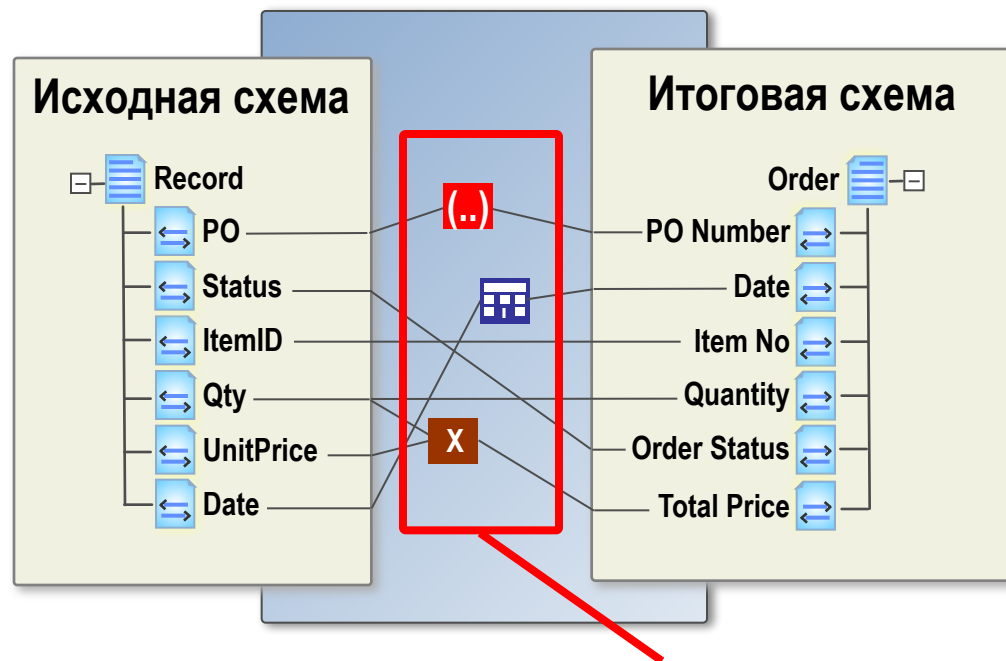 Исходная схема
Record
PO
Status
ItemID
Qty
UnitPrice
Date
(..)
X
Итоговая схема
Order
PO Number
Date
Item No
Quantity
Order Status
Total Price